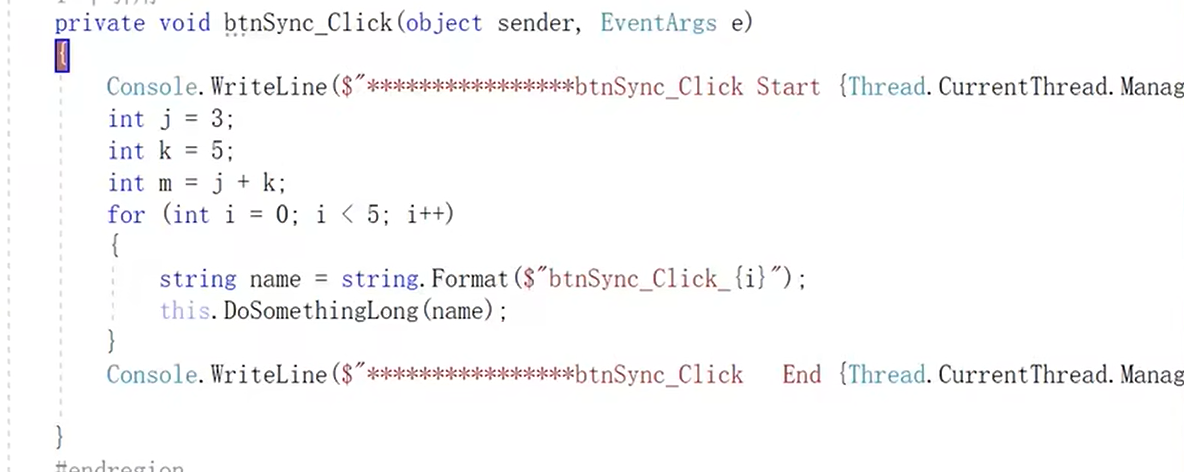 private void btnSync_Click(object sender, EventArgs e)
{
Console.WriteLine($"****************btnSync_Click Start {Thread.CurrentThread.Manag
int j = 3;
int k = 5;
int m = j + k;
for (int i = 0; i < 5; i++)
{
string name = string.Format($"btnSync_Click_{i}");
this.DoSomethingLong(name);
}
Console.WriteLine($"****************btnSync_Click   End {Thread.CurrentThread.Manag
}
#endregion